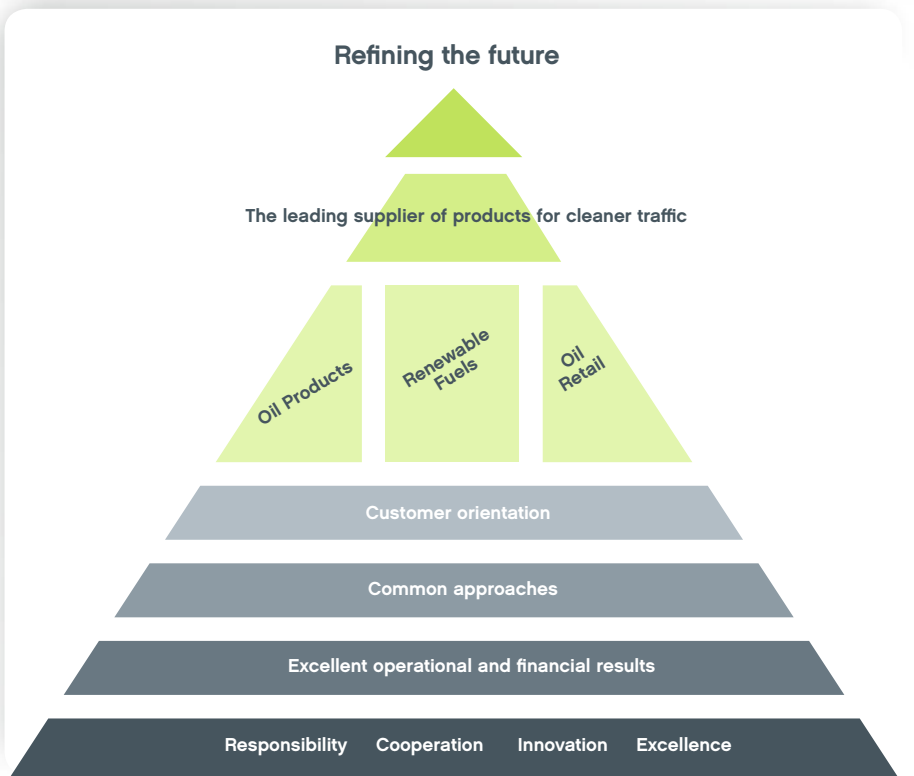 Refining the future
The leading supplier of products for cleaner traffic
Oil Products
Renewable
Fuels
Oil
Retail
Customer orientation
Common approaches
Excellent operational and financial results
Responsibility Cooperation Innovation Excellence